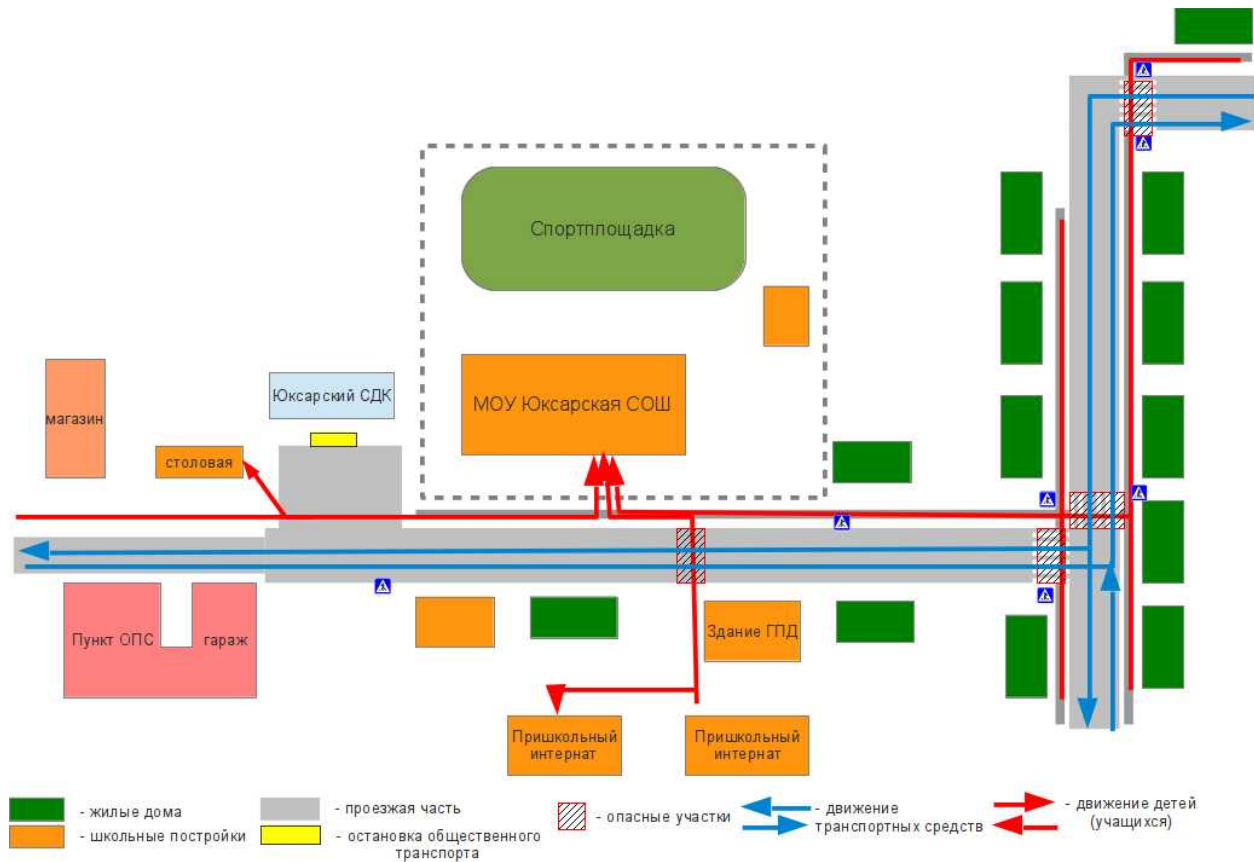 Спортплощадка
Юксарский СДК
МОУ Юксарская СОШ
магазин
столовая
Пункт ОПС
гараж
Здание ГПД
Пришкольный
интернат
Пришкольный
интернат
- жилые дома
- школьные постройки
- проезжая часть
- остановка общественного
транспорта
- опасные участки
- движение
транспортных средств
- движение детей
(учащихся)